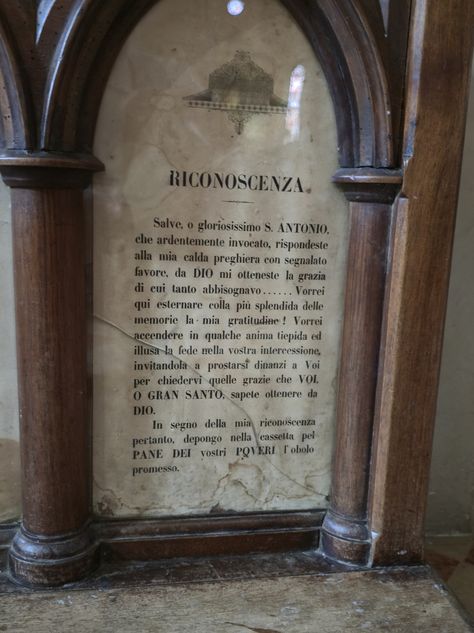 RICONOSCENZA
Salve, o gloriosissimo S. ANTONIO,
che ardentemente invocato, rispondeste
alla mia calda preghiera con segnalato
favore, da DIO mi otteneste la grazia
di cui tanto abbisognavo...... Vorrei
qui esternare colla più splendida delle
memorie la mia gratitudine! Vorrei
accendere in qualche anima tiepida ed
illusa la fede nella vostra intercessione,
invitandola a prostarsi dinanzi a Voi
per chiedervi quelle grazie che VOI,
O GRAN SANTO, sapete ottenere da
DIO.
In segno della mia riconoscenza
pertanto, depongo nella cassetta pel
PANE DEI vostri POVERI l'obolo
promesso.